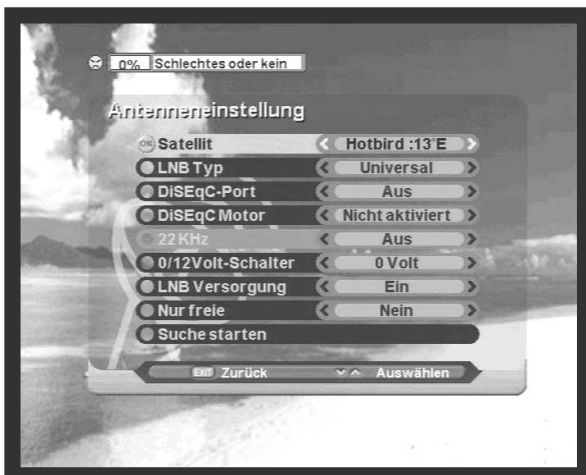 0% Schlechtes oder kein
Antenneneinstellung
OK Satellit Hotbird :13°E
LNB Typ Universal
DiSEqC-Port Aus
DiSEqC Motor Nicht aktiviert
22 KHz Aus
0/12Volt-Schalter 0 Volt
LNB Versorgung Ein
Nur freie Nein
Suche starten
EXIT Zurück Auswählen